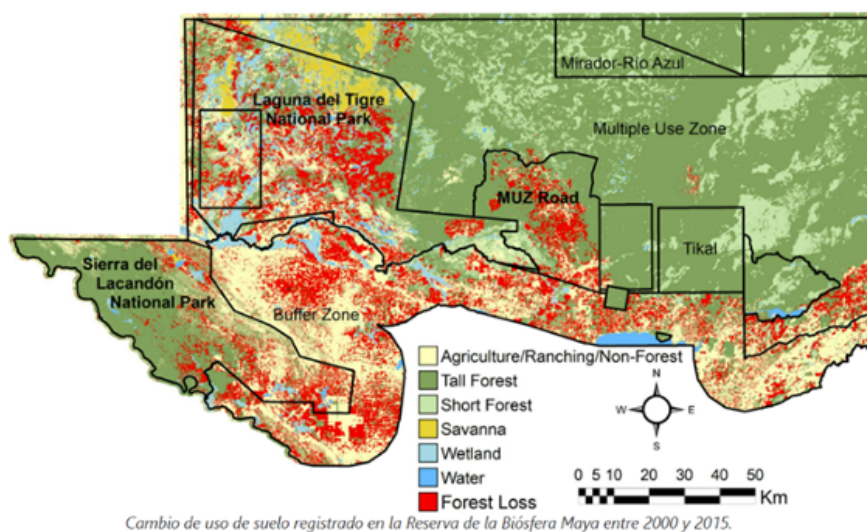 Mirador-Río Azul
Laguna del Tigre
National Park
Multiple Use Zone
MUZ Road
Tikal
Sierra del
Lacandón
National Park
Buffer Zone
Agriculture/Ranching/Non-Forest
Tall Forest
Short Forest
Savanna
Wetland
Water
Forest Loss
N
W
E
S
0 5 10 20 30 40 50
Km
Cambio de uso de suelo registrado en la Reserva de la Biósfera Maya entre 2000 y 2015.